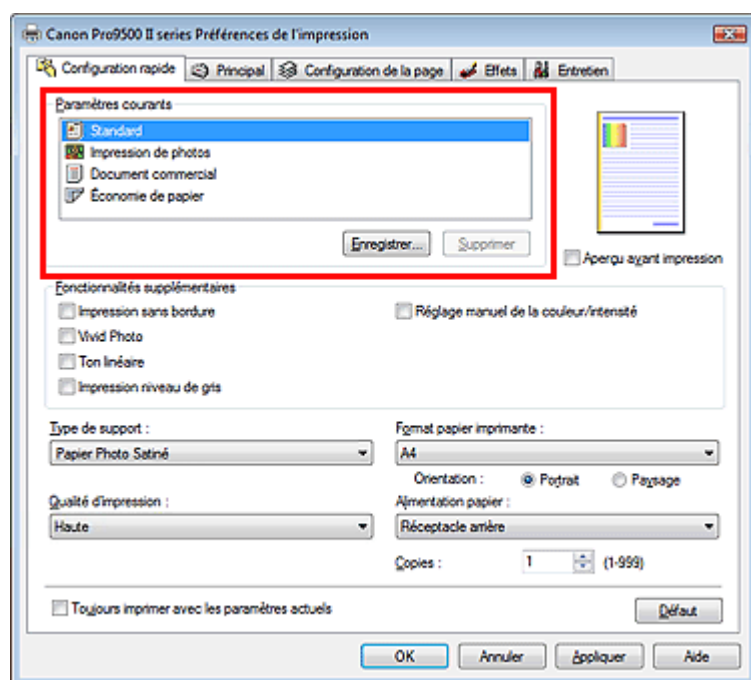 Canon Pro9500 II series Préférences de l'impression
Configuration rapide Principal Configuration de la page Effets Entretien
Paramètres courants
Standard
Impression de photos
Document commercial
Économie de papier
Enregistrer... Supprimer
Aperçu avant impression
Fonctionnalités supplémentaires
Impression sans bordure Réglage manuel de la couleur/intensité
Vivid Photo
Ton linéaire
Impression niveau de gris
Type de support : Format papier imprimante :
Papier Photo Satiné A4
Orientation : Portrait Paysage
Qualité d'impression : Alimentation papier :
Haute Réceptacle arrière
Copies : 1 (1-999)
Toujours imprimer avec les paramètres actuels Défaut
OK Annuler Appliquer Aide